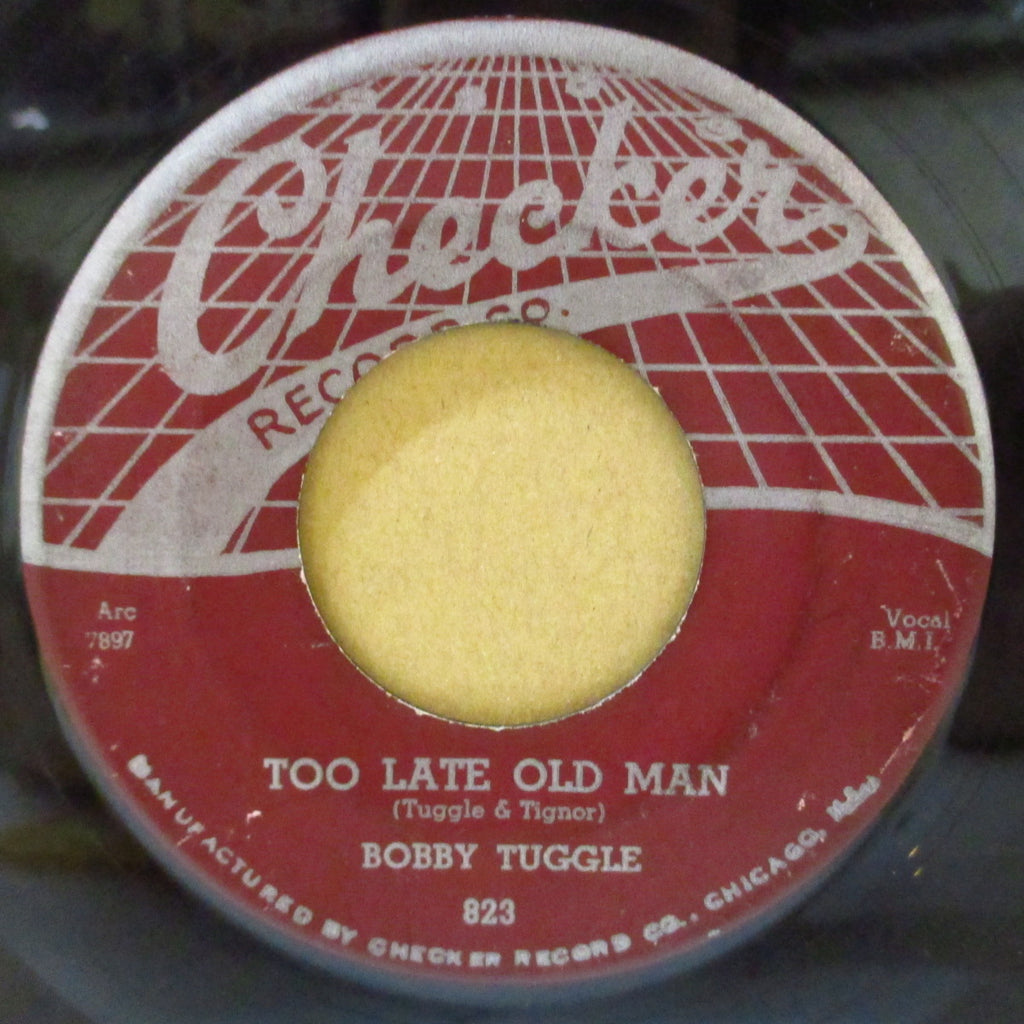 Checker
RECORD CO.
Arc
7897
Vocal
B.M.I.
TOO LATE OLD MAN
(Tuggle & Tignor)
BOBBY TUGGLE
823
MANUFACTURED BY CHECKER RECORD CO., CHICAGO,